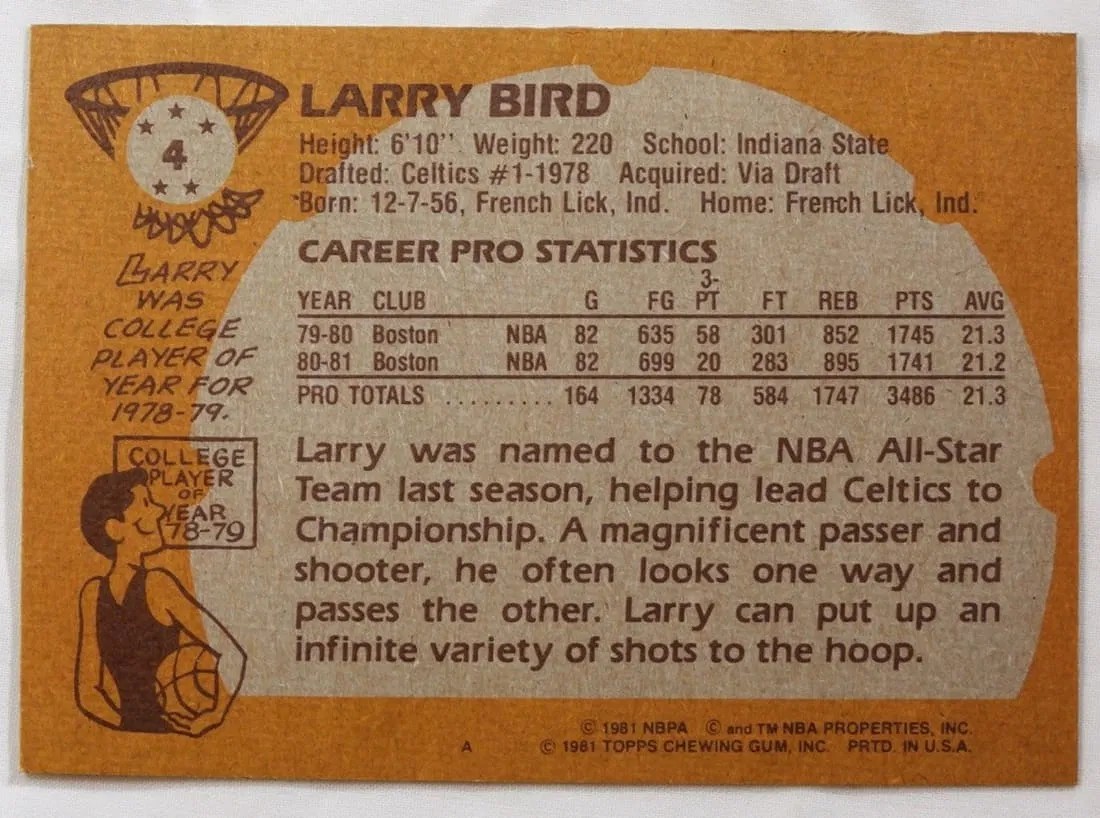 4
LARRY BIRD
Height: 6'10'' Weight: 220 School: Indiana State
Drafted: Celtics #1-1978 Acquired: Via Draft
Born: 12-7-56, French Lick, Ind. Home: French Lick, Ind.
LARRY
WAS
COLLEGE
PLAYER OF
YEAR FOR
1978-79.
COLLEGE
PLAYER
OF
YEAR
78-79
CAREER PRO STATISTICS
YEAR CLUB G FG 3-PT FT REB PTS AVG
79-80 Boston NBA 82 635 58 301 852 1745 21.3
80-81 Boston NBA 82 699 20 283 895 1741 21.2
PRO TOTALS .......... 164 1334 78 584 1747 3486 21.3
Larry was named to the NBA All-Star
Team last season, helping lead Celtics to
Championship. A magnificent passer and
shooter, he often looks one way and
passes the other. Larry can put up an
infinite variety of shots to the hoop.
© 1981 NBPA © and TM NBA PROPERTIES, INC.
A © 1981 TOPPS CHEWING GUM, INC. PRTD. IN U.S.A.